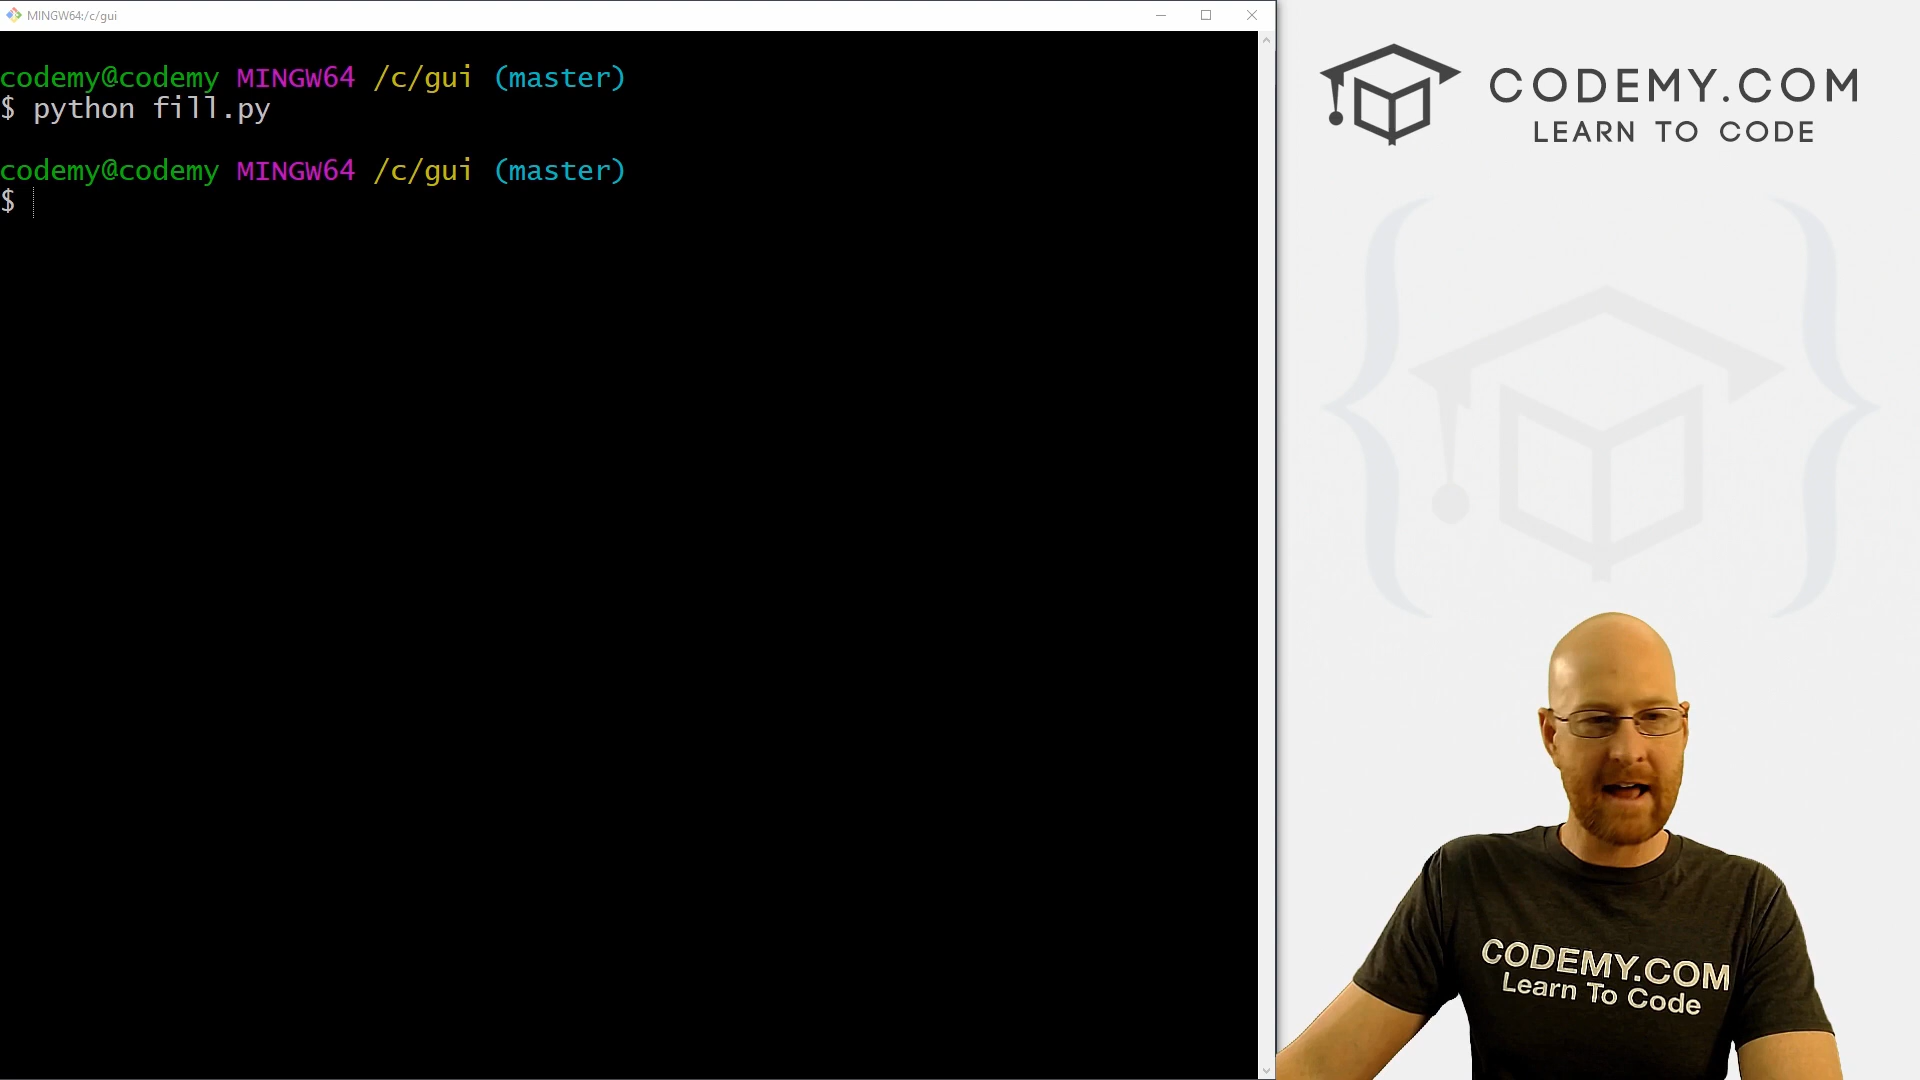 MINGW64:/c/gui
codemy@codemy MINGW64 /c/gui (master)
$ python fill.py
codemy@codemy MINGW64 /c/gui (master)
$
CODEMY.COM
LEARN TO CODE
CODEMY.COM
Learn To Code